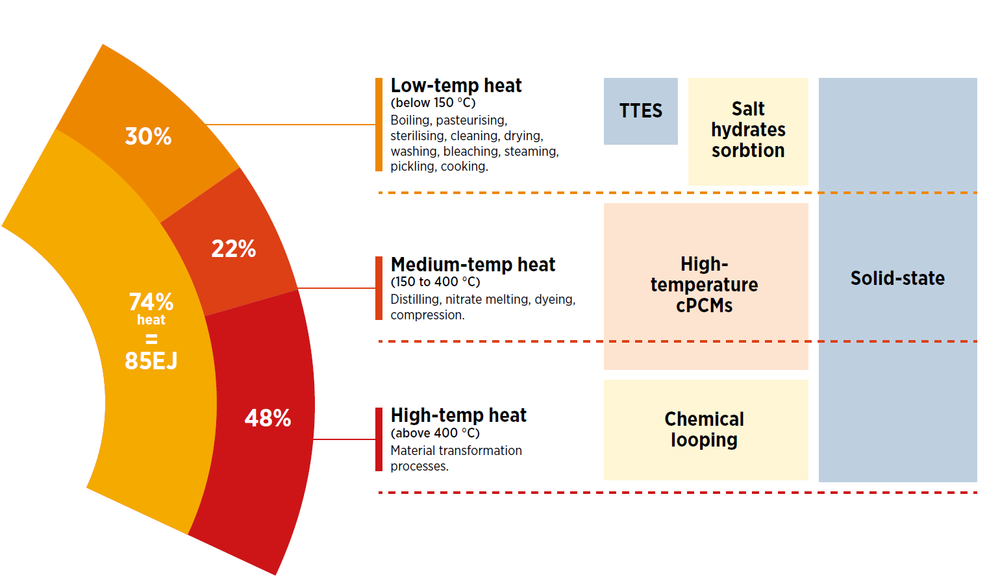 30%
22%
74%
heat
=
85EJ
48%
Low-temp heat
(below 150 °C)
Boiling, pasteurising,
sterilising, cleaning, drying,
washing, bleaching, steaming,
pickling, cooking.
Medium-temp heat
(150 to 400 °C)
Distilling, nitrate melting, dyeing,
compression.
High-temp heat
(above 400 °C)
Material transformation
processes.
TTES
Salt
hydrates
sorbtion
High-
temperature
cPCMs
Chemical
looping
Solid-state